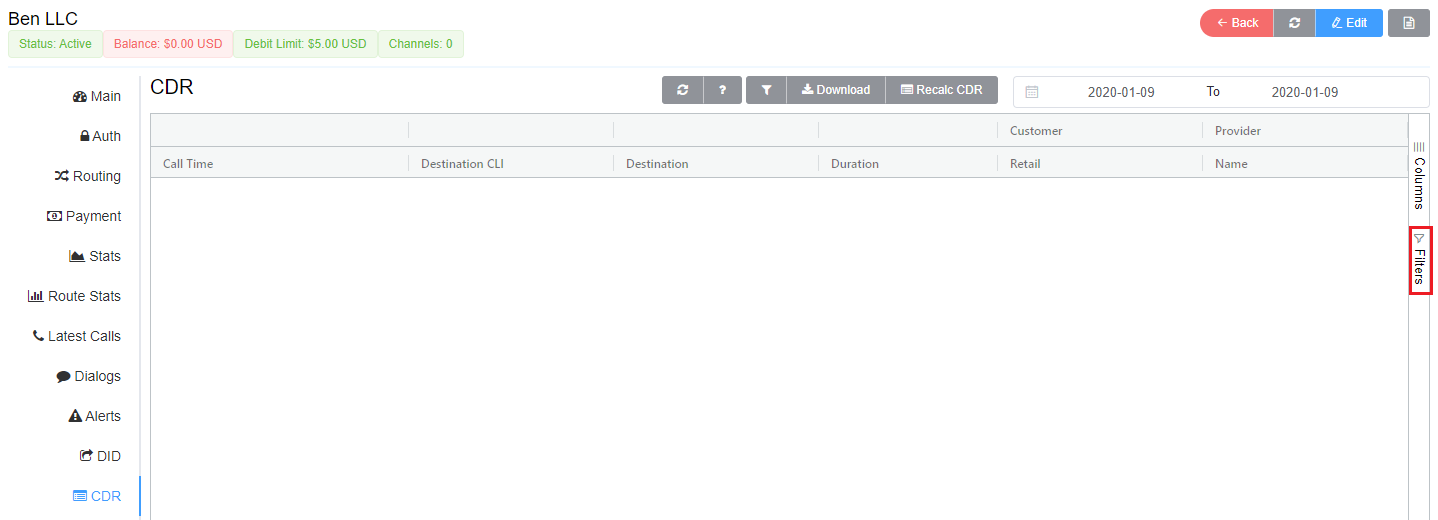 Ben LLC
Back
Edit
Status: Active
Balance: $0.00 USD
Debit Limit: $5.00 USD
Channels: 0
Main
Auth
Routing
Payment
Stats
Route Stats
Latest Calls
Dialogs
Alerts
DID
CDR
CDR
?
Download
Recalc CDR
2020-01-09 To 2020-01-09
Customer Provider
Call Time Destination CLI Destination Duration Retail Name
Columns
Filters